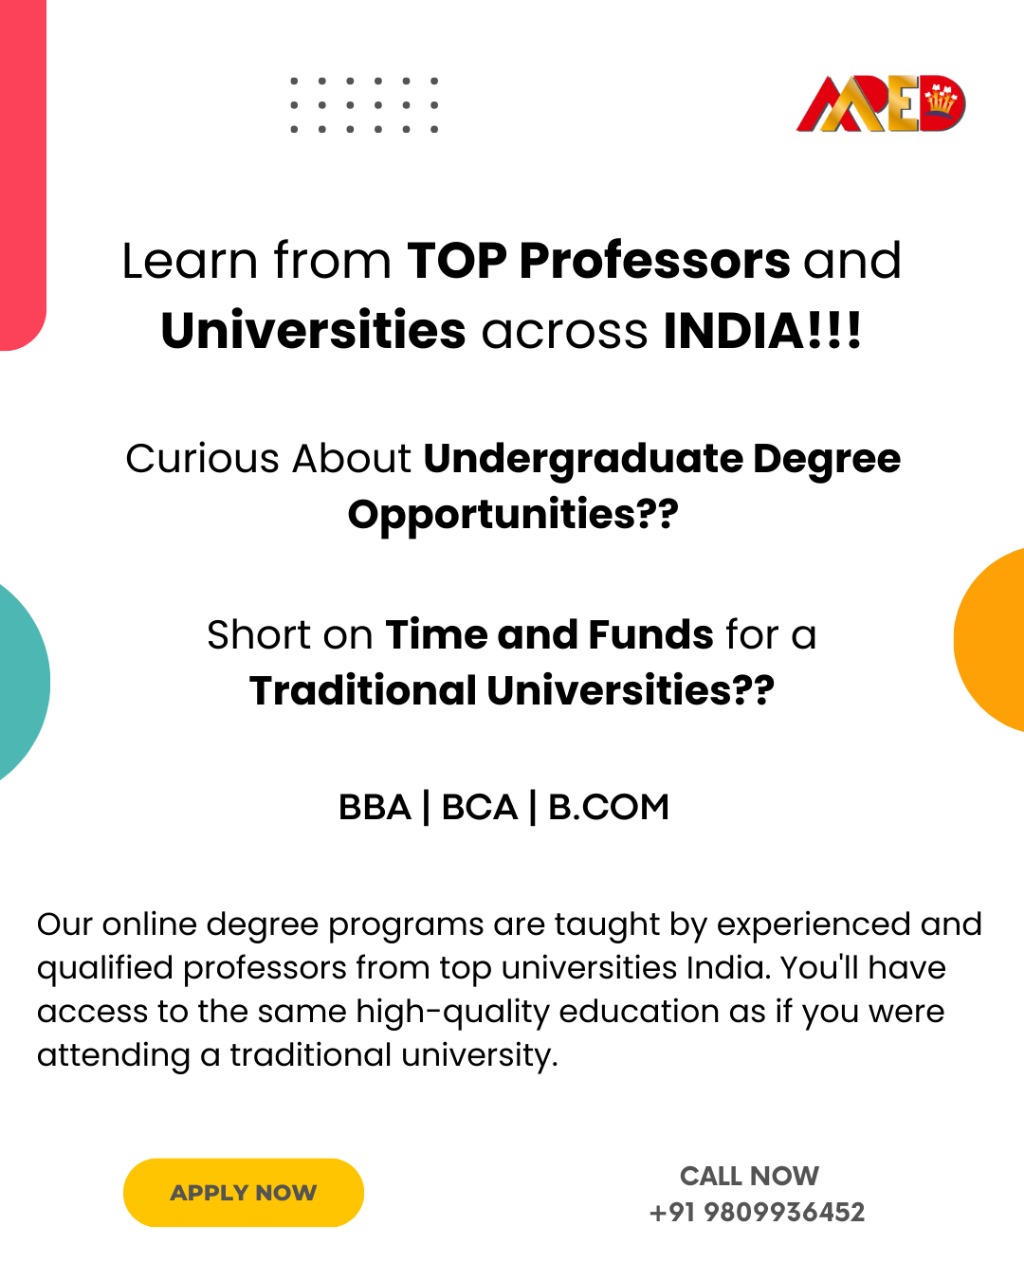 MRED
Learn from TOP Professors and
Universities across INDIA!!!
Curious About Undergraduate Degree
Opportunities??
Short on Time and Funds for a
Traditional Universities??
BBA | BCA | B.COM
Our online degree programs are taught by experienced and
qualified professors from top universities India. You'll have
access to the same high-quality education as if you were
attending a traditional university.
APPLY NOW
CALL NOW
+91 9809936452